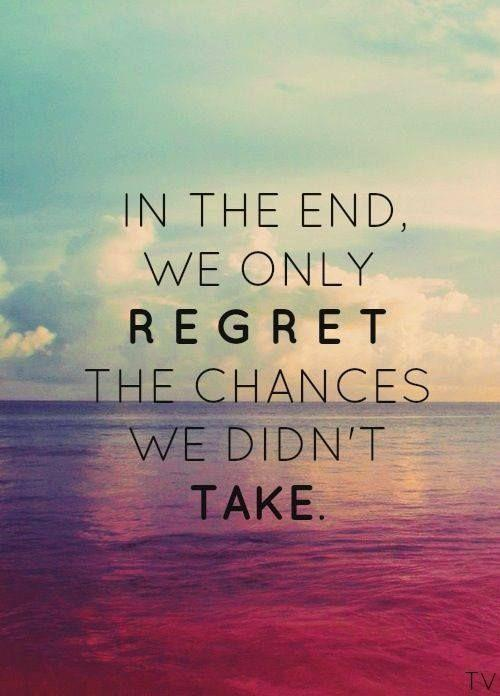 IN THE END,
WE ONLY
REGRET
THE CHANCES
WE DIDN'T
TAKE.
TV